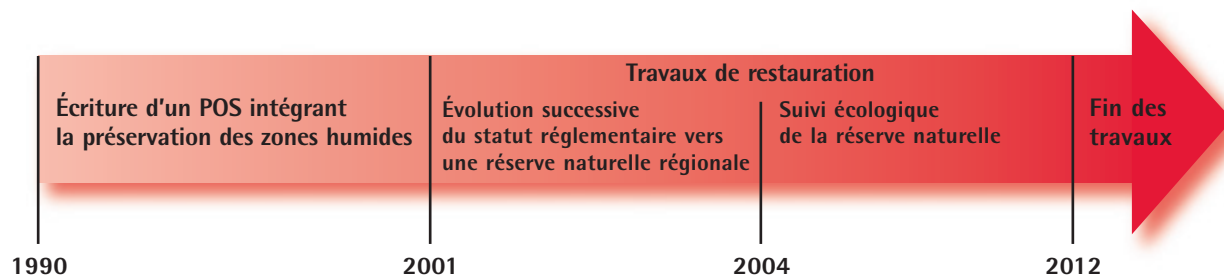 Écriture d'un POS intégrant
la préservation des zones humides
Travaux de restauration
Évolution successive
du statut réglementaire vers
une réserve naturelle régionale
Suivi écologique
de la réserve naturelle
Fin des
travaux
1990
2001
2004
2012